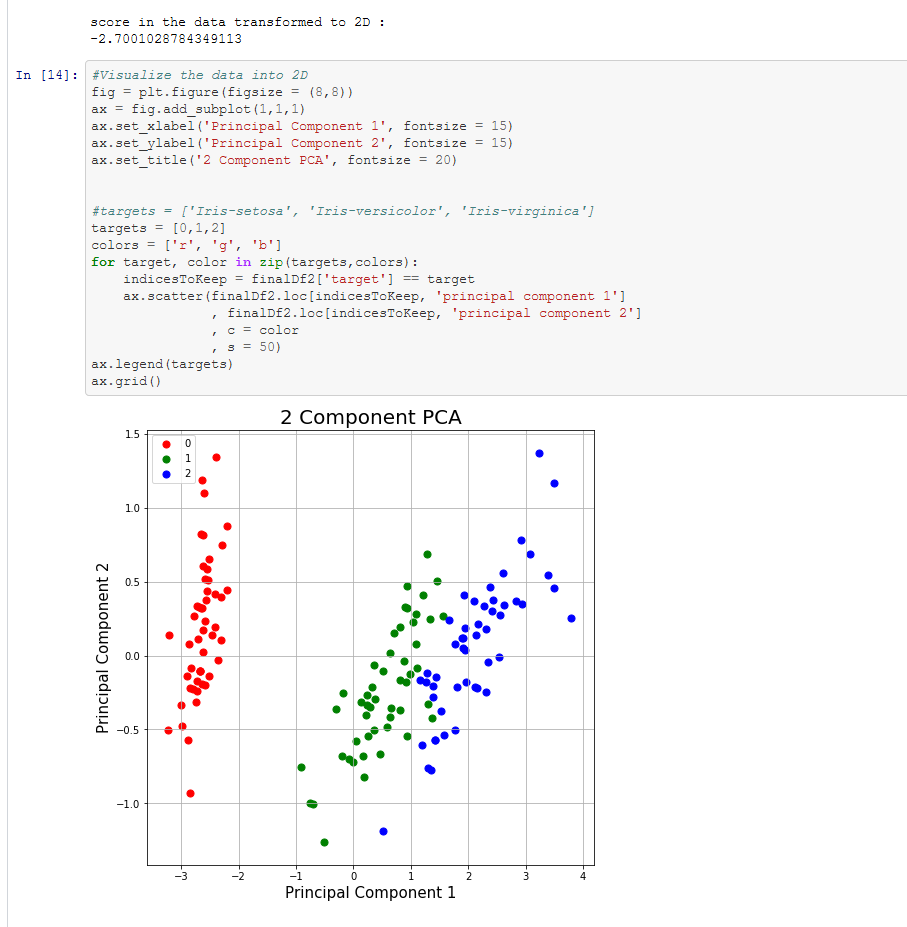 score in the data transformed to 2D :
-2.7001028784349113
In [14]:
#Visualize the data into 2D
fig = plt.figure(figsize = (8,8))
ax = fig.add_subplot(1,1,1)
ax.set_xlabel('Principal Component 1', fontsize = 15)
ax.set_ylabel('Principal Component 2', fontsize = 15)
ax.set_title('2 Component PCA', fontsize = 20)
#targets = ['Iris-setosa', 'Iris-versicolor', 'Iris-virginica']
targets = [0,1,2]
colors = ['r', 'g', 'b']
for target, color in zip(targets,colors):
    indicesToKeep = finalDf2['target'] == target
    ax.scatter(finalDf2.loc[indicesToKeep, 'principal component 1']
               , finalDf2.loc[indicesToKeep, 'principal component 2']
               , c = color
               , s = 50)
ax.legend(targets)
ax.grid()
2 Component PCA
0
1
2
1.5
1.0
0.5
0.0
−0.5
−1.0
Principal Component 2
−3 −2 −1 0 1 2 3 4
Principal Component 1